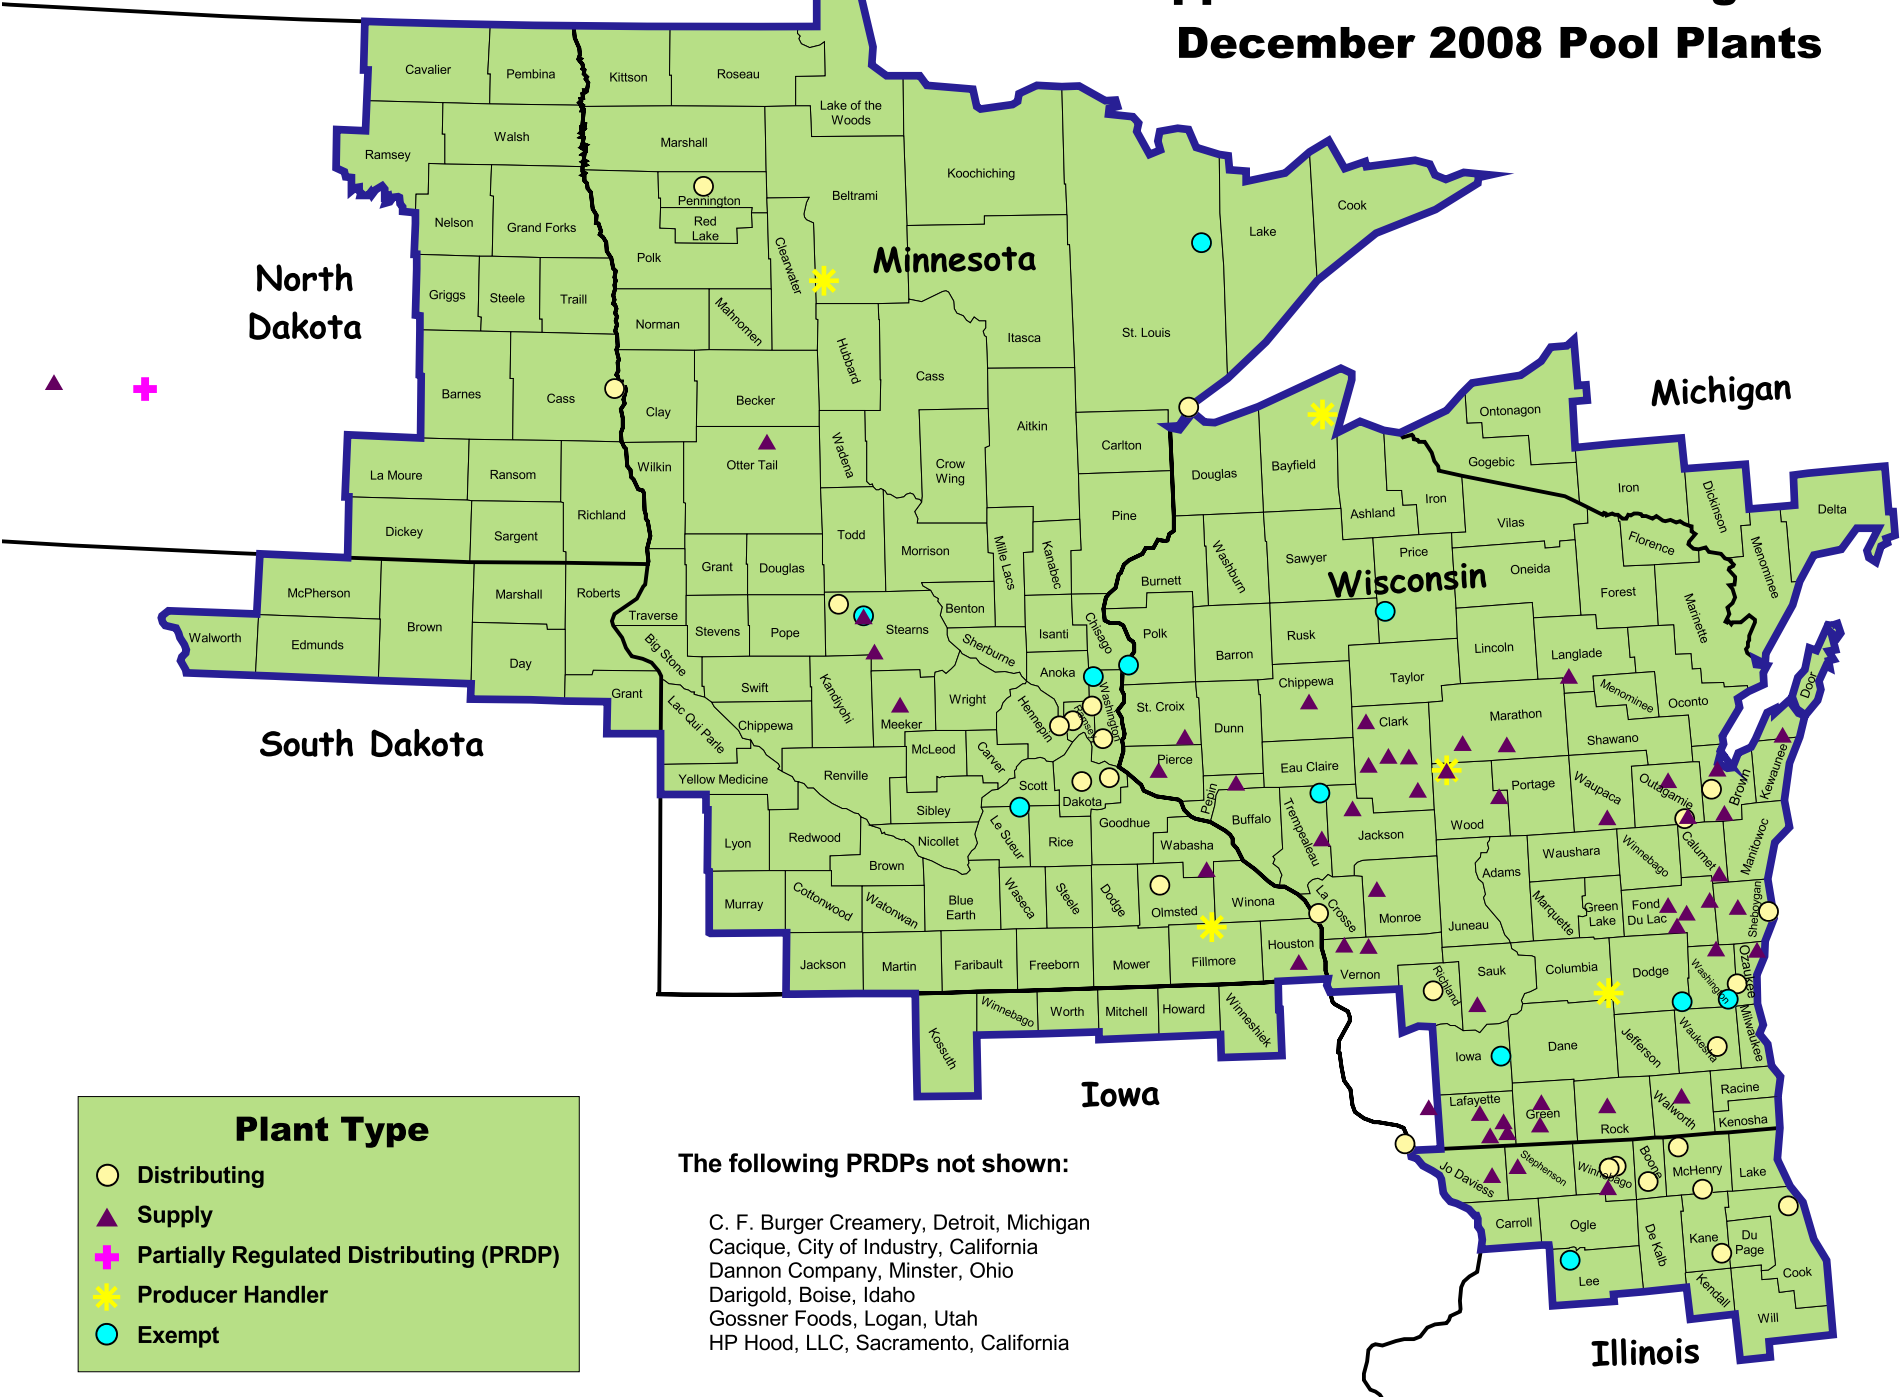 December 2008 Pool Plants
Cavalier
Pembina
Kittson
Roseau
Lake of the
Woods
Walsh
Ramsey
Marshall
Koochiching
Beltrami
Pennington
Red
Lake
Cook
Lake
Nelson
Grand Forks
Polk
Clearwater
Minnesota
North
Dakota
Griggs
Steele
Traill
Norman
Mahnomen
Hubbard
Itasca
St. Louis
Cass
Barnes
Cass
Clay
Becker
Aitkin
Michigan
Ontonagon
Gogebic
Carlton
Douglas
Bayfield
Wadena
Crow
Wing
Otter Tail
Wilkin
La Moure
Ransom
Richland
Iron
Dickinson
Delta
Iron
Ashland
Vilas
Pine
Dickey
Sargent
Todd
Morrison
Mille Lacs
Kanabec
Florence
Menominee
Price
Sawyer
Washburn
Burnett
Wisconsin
Oneida
Forest
Marinette
Grant
Douglas
McPherson
Marshall
Roberts
Traverse
Benton
Walworth
Edmunds
Brown
Day
Stevens
Pope
Stearns
Sherburne
Isanti
Chisago
Polk
Barron
Rusk
Lincoln
Langlade
Big Stone
Grant
Swift
Kandiyohi
Anoka
Washington
Chippewa
Taylor
Menominee
Oconto
Door
Lac Qui Parle
Chippewa
Meeker
Wright
Hennepin
Ramsey
St. Croix
Dunn
Clark
Marathon
Shawano
South Dakota
McLeod
Carver
Pierce
Eau Claire
Yellow Medicine
Renville
Scott
Dakota
Pepin
Portage
Waupaca
Outagamie
Brown
Kewaunee
Sibley
Lyon
Redwood
Nicollet
Le Sueur
Rice
Goodhue
Wabasha
Buffalo
Trempealeau
Jackson
Wood
Brown
Waushara
Winnebago
Calumet
Manitowoc
Adams
Murray
Cottonwood
Watonwan
Blue
Earth
Waseca
Steele
Dodge
Olmsted
Winona
La Crosse
Monroe
Juneau
Marquette
Green
Lake
Fond
Du Lac
Sheboygan
Jackson
Martin
Faribault
Freeborn
Mower
Fillmore
Houston
Vernon
Richland
Sauk
Columbia
Dodge
Washington
Ozaukee
Kossuth
Winnebago
Worth
Mitchell
Howard
Winneshiek
Iowa
Dane
Jefferson
Waukesha
Milwaukee
Iowa
Lafayette
Green
Rock
Walworth
Racine
Kenosha
Jo Daviess
Stephenson
Winnebago
Boone
McHenry
Lake
Carroll
Ogle
De Kalb
Kane
Du
Page
Lee
Kendall
Cook
Will
Illinois
Plant Type
Distributing
Supply
Partially Regulated Distributing (PRDP)
Producer Handler
Exempt
The following PRDPs not shown:
C. F. Burger Creamery, Detroit, Michigan
Cacique, City of Industry, California
Dannon Company, Minster, Ohio
Darigold, Boise, Idaho
Gossner Foods, Logan, Utah
HP Hood, LLC, Sacramento, California